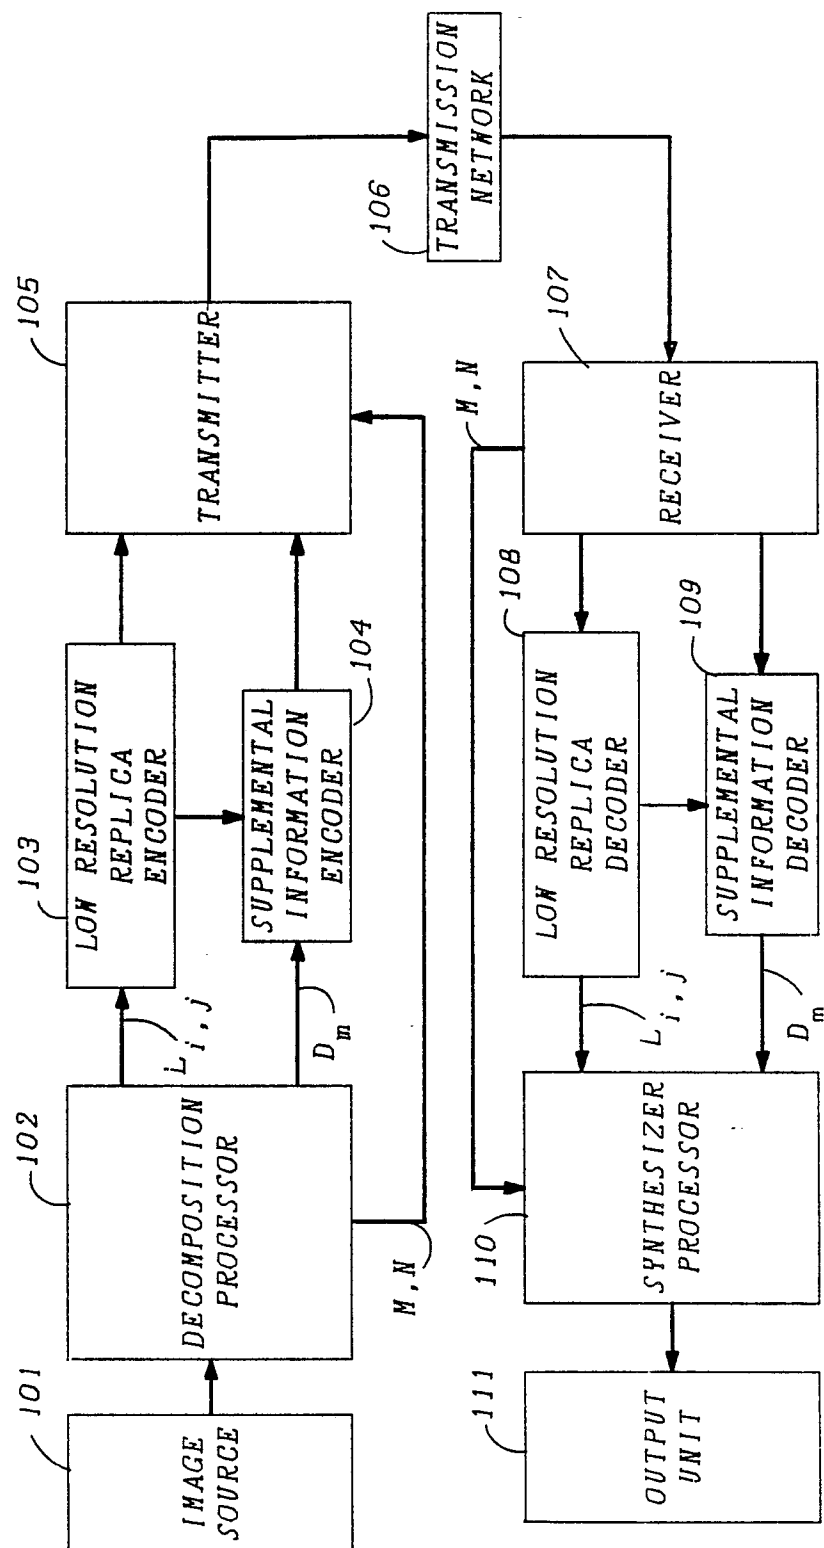 101
IMAGE
SOURCE
102
DECOMPOSITION
PROCESSOR
L i,j
D m
M,N
103
LOW RESOLUTION
REPLICA
ENCODER
104
SUPPLEMENTAL
INFORMATION
ENCODER
105
TRANSMITTER
106
TRANSMISSION
NETWORK
107
RECEIVER
M,N
108
LOW RESOLUTION
REPLICA
DECODER
109
SUPPLEMENTAL
INFORMATION
DECODER
L i,j
D m
110
SYNTHESIZER
PROCESSOR
111
OUTPUT
UNIT